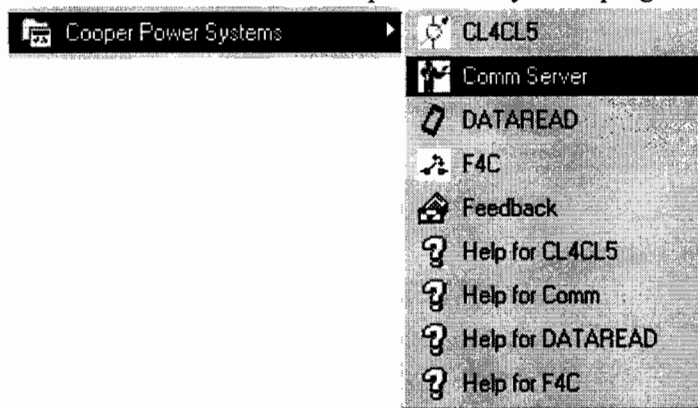 Cooper Power Systems
CL4CL5
Comm Server
DATAREAD
F4C
Feedback
Help for CL4CL5
Help for Comm
Help for DATAREAD
Help for F4C